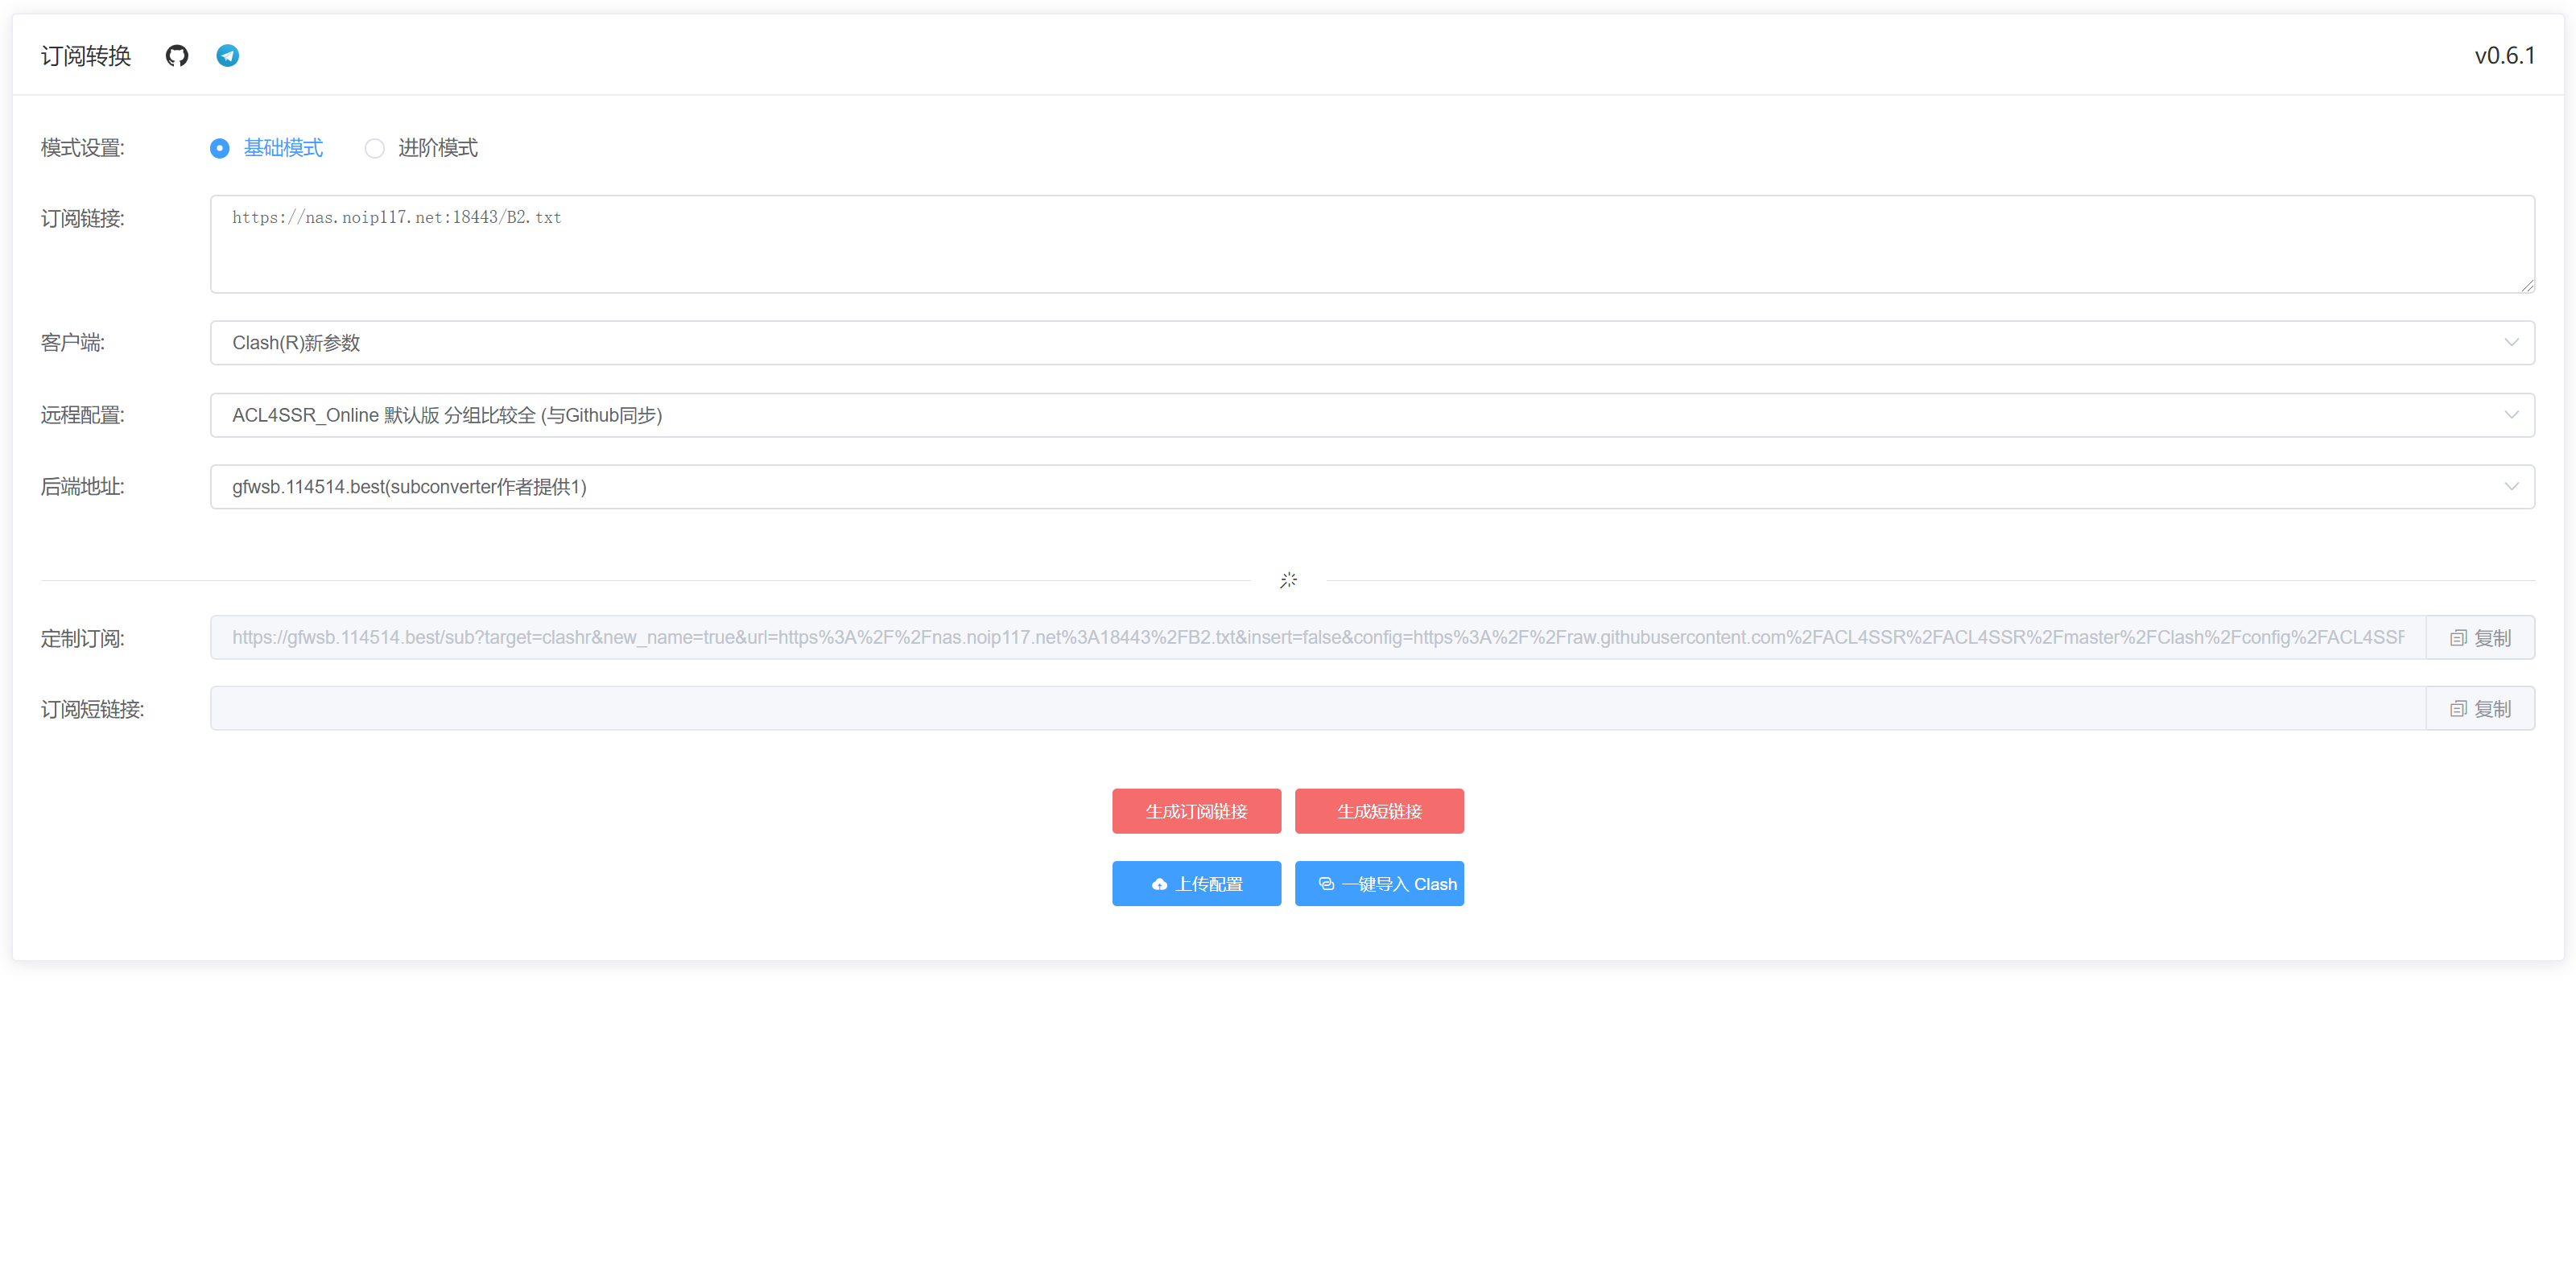 订阅转换
v0.6.1
模式设置: 基础模式 进阶模式
订阅链接: https://nas.noip117.net:18443/B2.txt
客户端: Clash(R)新参数
远程配置: ACL4SSR_Online 默认版 分组比较全 (与Github同步)
后端地址: gfwsb.114514.best(subconverter作者提供1)
定制订阅: https://gfwsb.114514.best/sub?target=clashr&new_name=true&url=https%3A%2F%2Fnas.noip117.net%3A18443%2FB2.txt&insert=false&config=https%3A%2F%2Fraw.githubusercontent.com%2FACL4SSR%2FACL4SSR%2Fmaster%2FClash%2Fconfig%2FACL4SSR 复制
订阅短链接: 复制
生成订阅链接 生成短链接
上传配置 一键导入 Clash